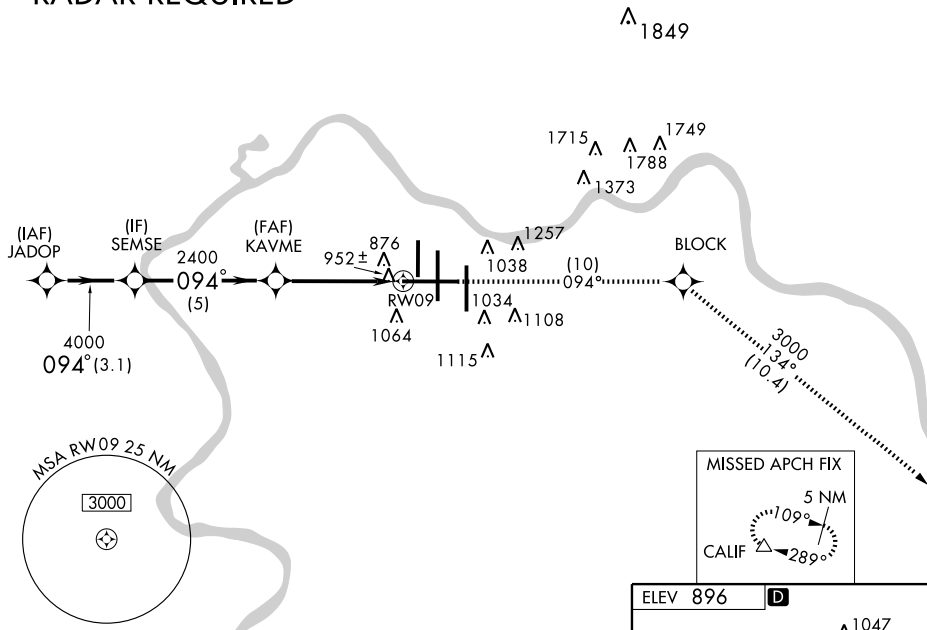 RADAR REQUIRED
1849
1715
1788
1749
1373
(IAF)
JADOP
(IF)
SEMSE
2400
094°
(5)
(FAF)
KAVME
876
952±
RW09
1257
1038
(10)
094°
BLOCK
1064
1034
1108
1115
4000
094°(3.1)
3000
134°
(10.4)
MSA RW09 25 NM
3000
MISSED APCH FIX
5 NM
109°
CALIF
289°
ELEV 896 D
1047